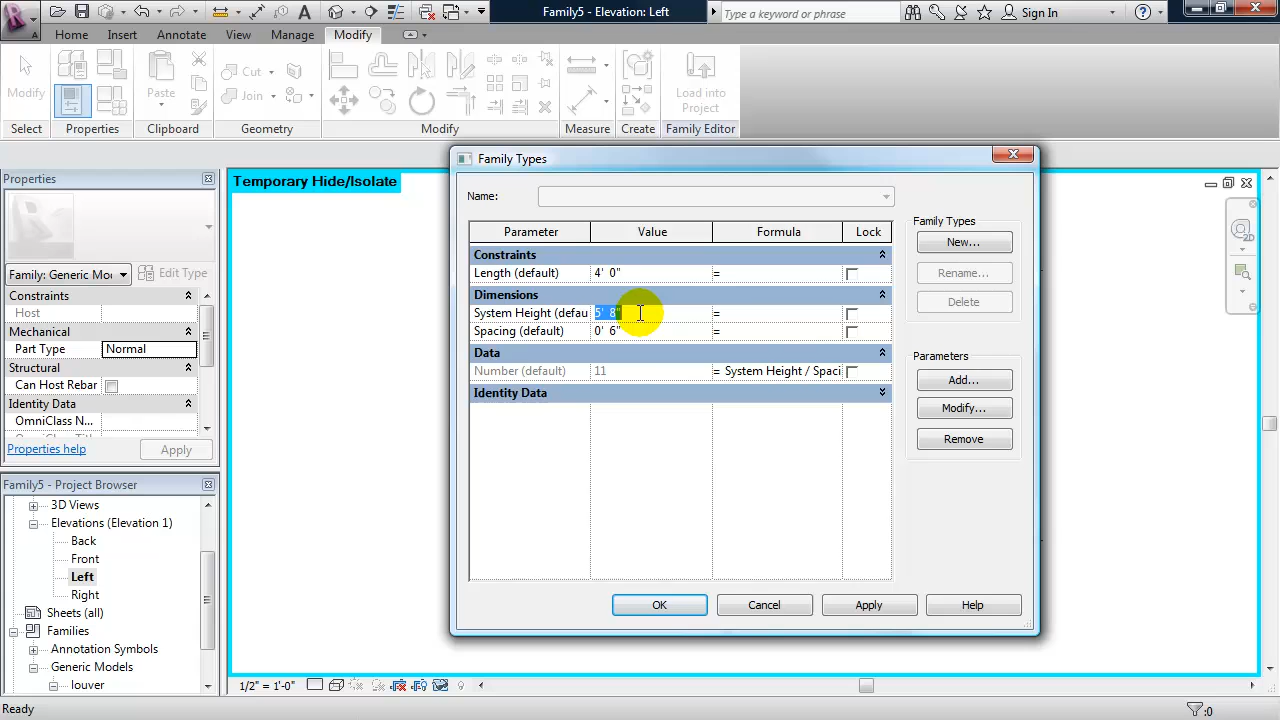 Family5 - Elevation: Left
Type a keyword or phrase
Sign In
Home Insert Annotate View Manage Modify
Modify
Paste
Cut
Join
Load into
Project
Select Properties Clipboard Geometry Modify Measure Create Family Editor
Properties
Family: Generic Mo
Edit Type
Constraints
Host
Mechanical
Part Type Normal
Structural
Can Host Rebar
Identity Data
OmniClass N...
Properties help
Apply
Family5 - Project Browser
3D Views
Elevations (Elevation 1)
Back
Front
Left
Right
Sheets (all)
Families
Annotation Symbols
Generic Models
louver
Temporary Hide/Isolate
Family Types
Name:
Parameter Value Formula Lock
Constraints
Length (default) 4' 0" =
Dimensions
System Height (defau 5' 8" =
Spacing (default) 0' 6" =
Data
Number (default) 11 = System Height / Spaci
Identity Data
Family Types
New...
Rename...
Delete
Parameters
Add...
Modify...
Remove
OK Cancel Apply Help
2D
1/2" = 1'-0"
Ready
:0